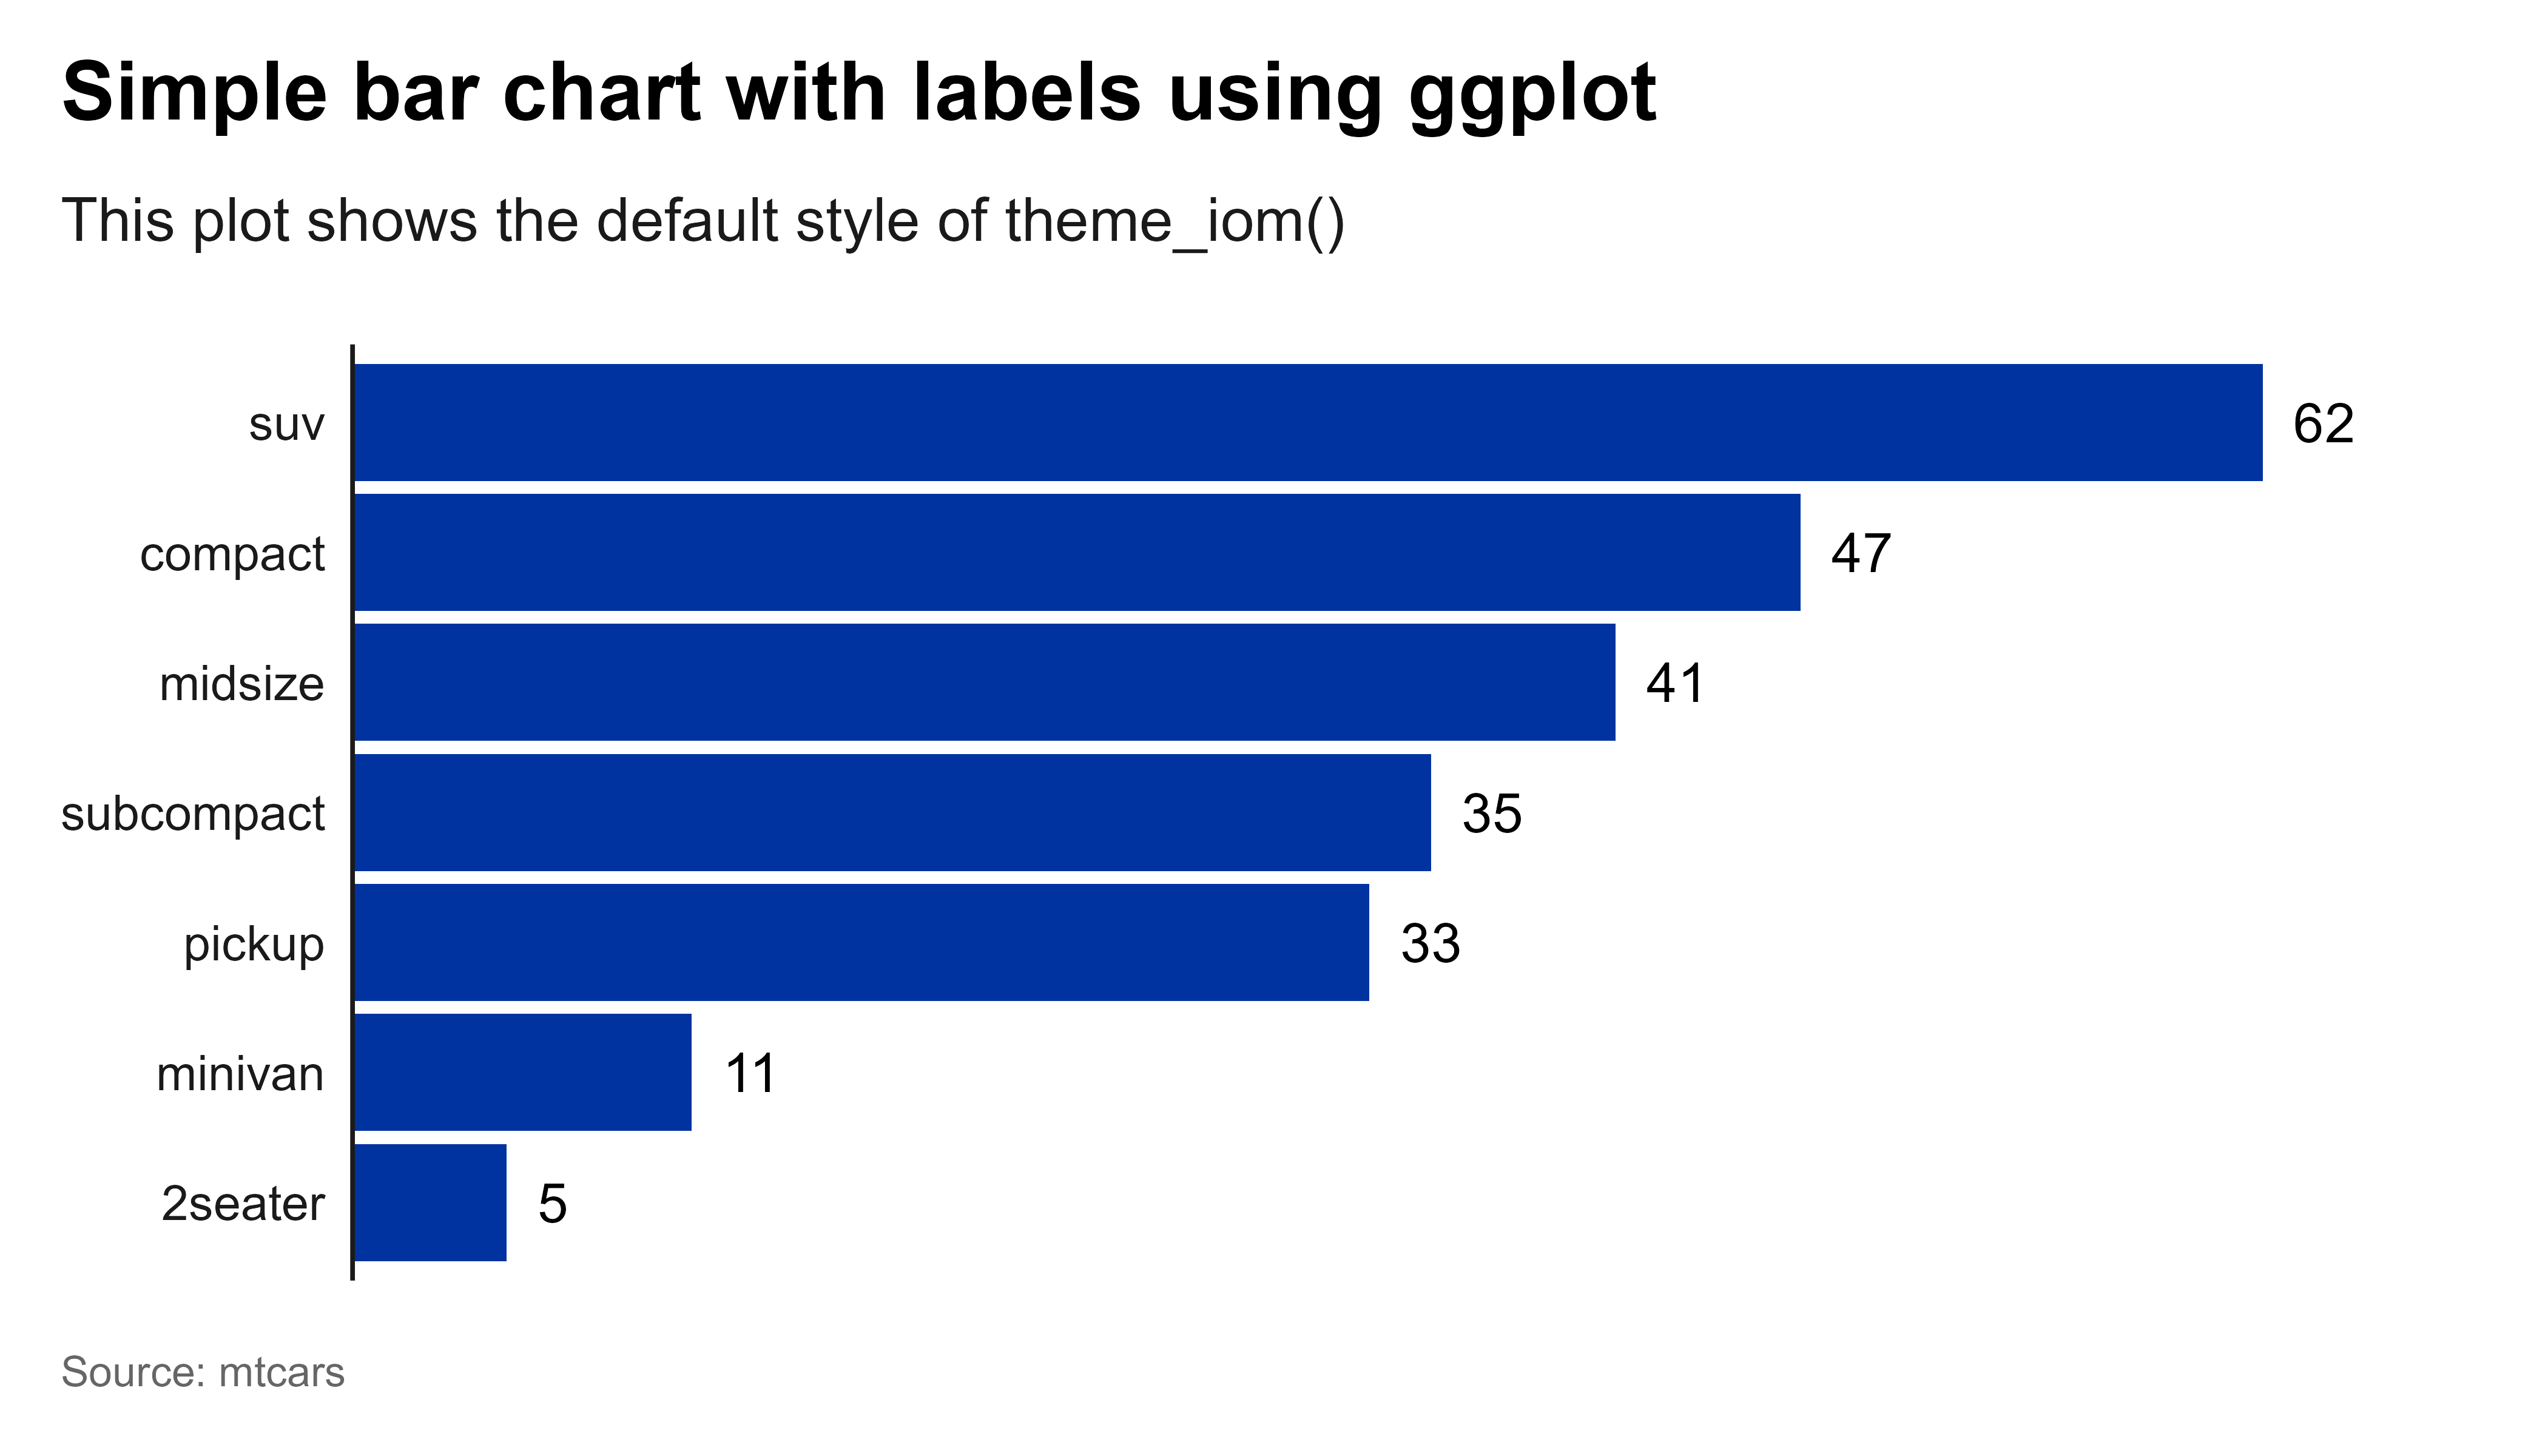 Simple bar chart with labels using ggplot
This plot shows the default style of theme_iom()
suv 62
compact 47
midsize 41
subcompact 35
pickup 33
minivan 11
2seater 5
Source: mtcars